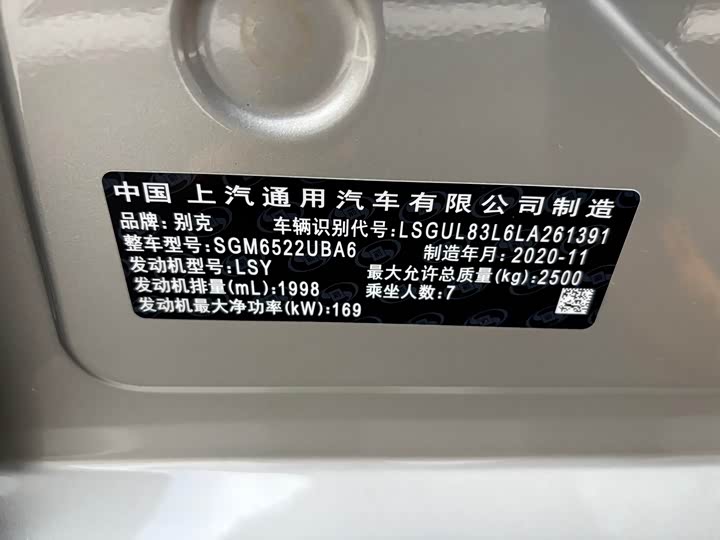 中国 上汽通用汽车有限公司制造
品牌:别克 车辆识别代号:LSGUL83L6LA261391
整车型号:SGM6522UBA6 制造年月:2020-11
发动机型号:LSY 最大允许总质量(kg):2500
发动机排量(mL):1998 乘坐人数:7
发动机最大净功率(kW):169